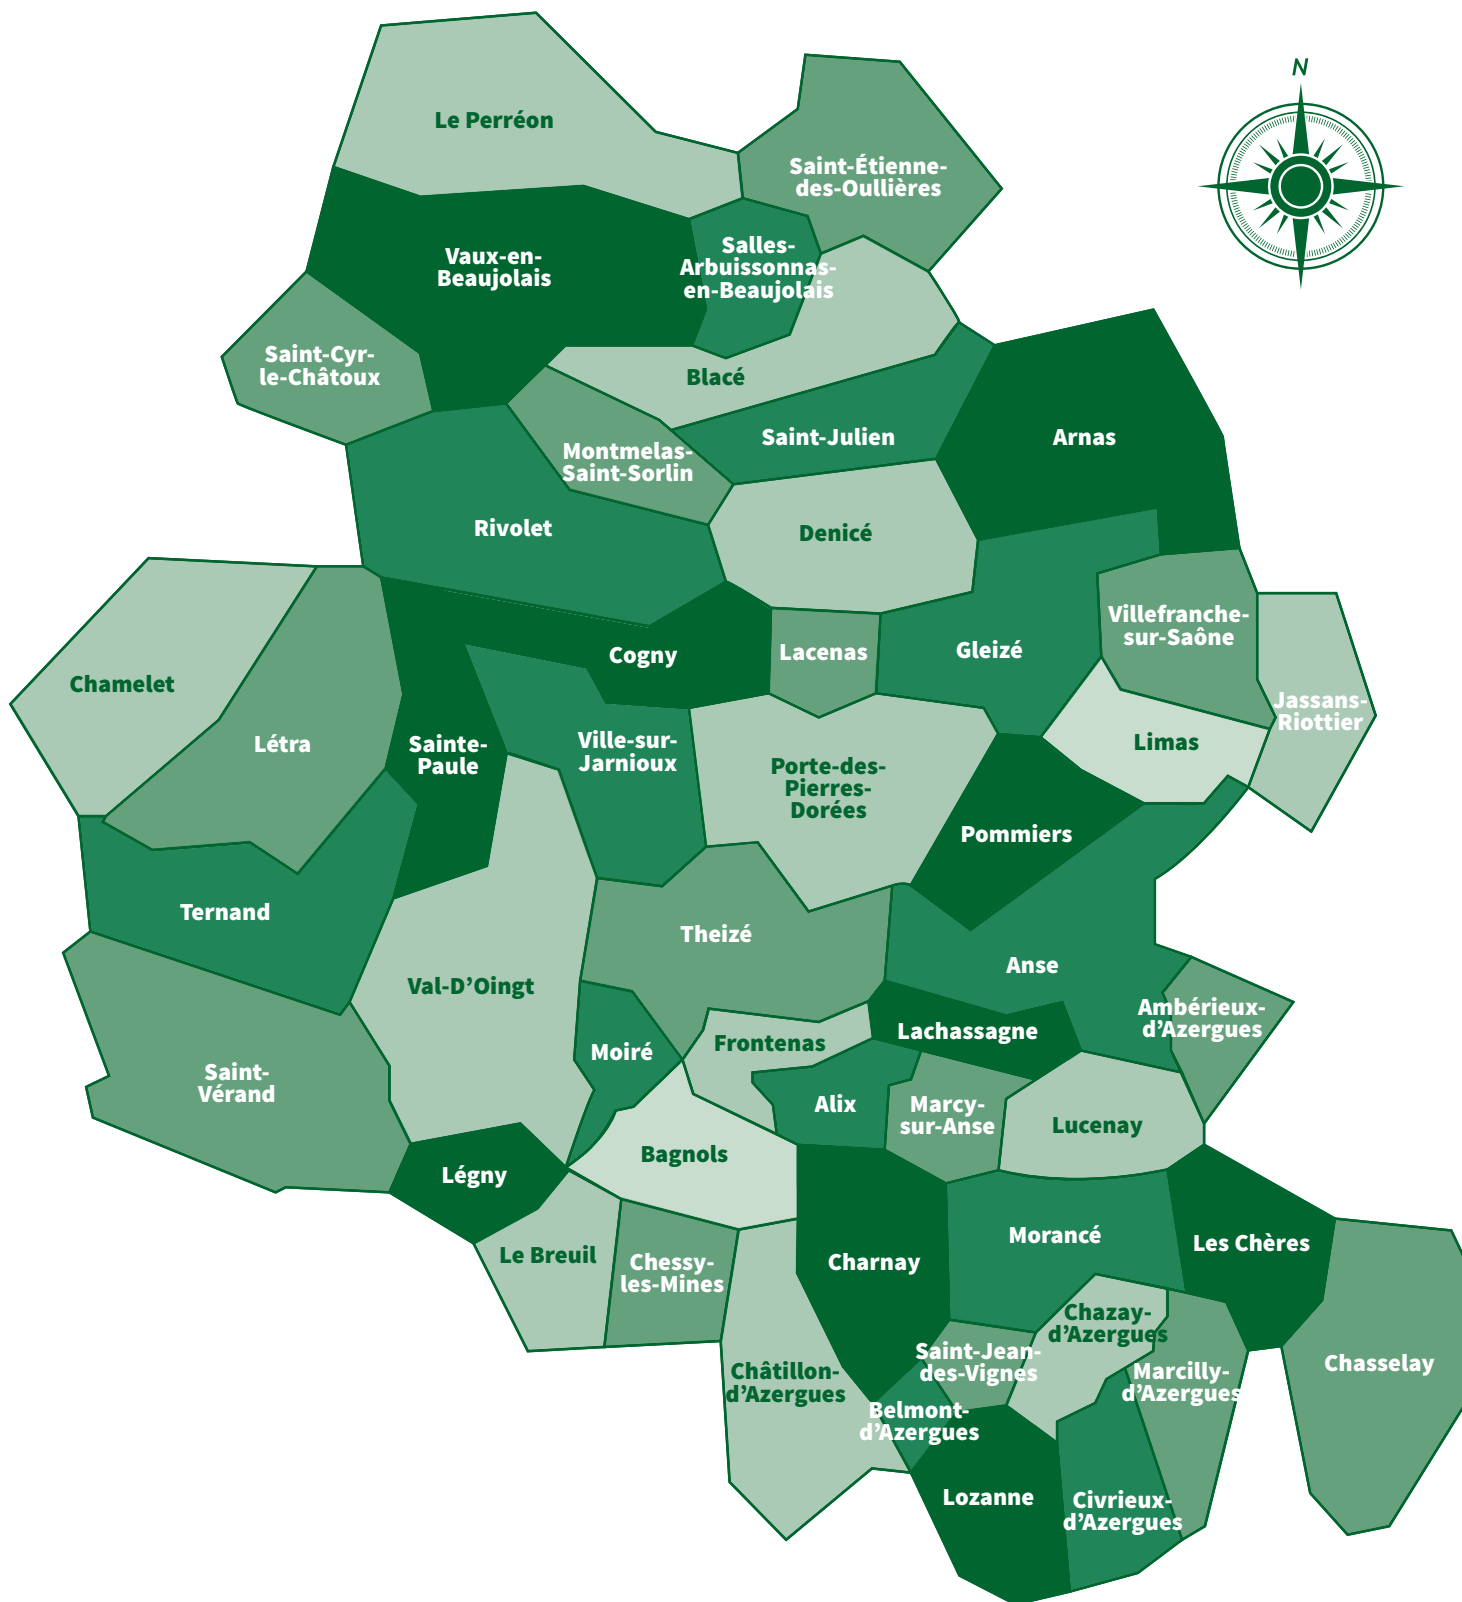 N
Le Perréon
Saint-Étienne-
des-Oullières
Vaux-en-
Beaujolais
Salles-
Arbuissonnas-
en-Beaujolais
Saint-Cyr-
le-Châtoux
Blacé
Saint-Julien
Arnas
Montmelas-
Saint-Sorlin
Rivolet
Denicé
Villefranche-
sur-Saône
Cogny
Lacenas
Gleizé
Chamelet
Jassans-
Riottier
Létra
Sainte-
Paule
Ville-sur-
Jarnioux
Limas
Porte-des-
Pierres-
Dorées
Pommiers
Ternand
Theizé
Anse
Val-D’Oingt
Ambérieux-
d’Azergues
Lachassagne
Frontenas
Moiré
Saint-
Vérand
Alix
Marcy-
sur-Anse
Lucenay
Bagnols
Légny
Morancé
Les Chères
Le Breuil
Chessy-
les-Mines
Charnay
Chazay-
d’Azergues
Saint-Jean-
des-Vignes
Chasselay
Châtillon-
d’Azergues
Marcilly-
d’Azergues
Belmont-
d’Azergues
Lozanne
Civrieux-
d’Azergues